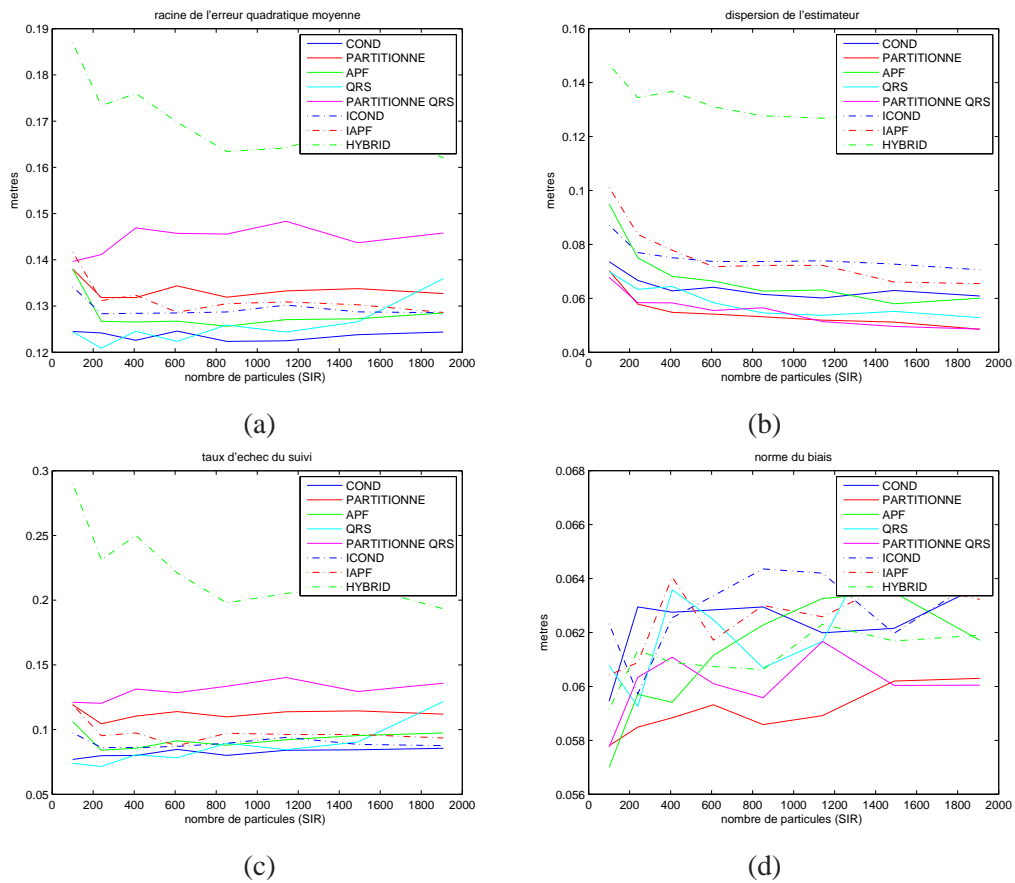 racine de l'erreur quadratique moyenne
0.19
0.18
0.17
0.16
0.15
0.14
0.13
0.12
metres
0
200
400
600
800
1000
1200
1400
1600
1800
2000
nombre de particules (SIR)
COND
PARTITIONNE
APF
QRS
PARTITIONNE QRS
ICOND
IAPF
HYBRID
(a)
dispersion de l'estimateur
0.16
0.14
0.12
0.1
0.08
0.06
0.04
metres
0
200
400
600
800
1000
1200
1400
1600
1800
2000
nombre de particules (SIR)
COND
PARTITIONNE
APF
QRS
PARTITIONNE QRS
ICOND
IAPF
HYBRID
(b)
taux d'echec du suivi
0.3
0.25
0.2
0.15
0.1
0.05
0
200
400
600
800
1000
1200
1400
1600
1800
2000
nombre de particules (SIR)
COND
PARTITIONNE
APF
QRS
PARTITIONNE QRS
ICOND
IAPF
HYBRID
(c)
norme du biais
0.068
0.066
0.064
0.062
0.06
0.058
0.056
metres
0
200
400
600
800
1000
1200
1400
1600
1800
2000
nombre de particules (SIR)
COND
PARTITIONNE
APF
QRS
PARTITIONNE QRS
ICOND
IAPF
HYBRID
(d)